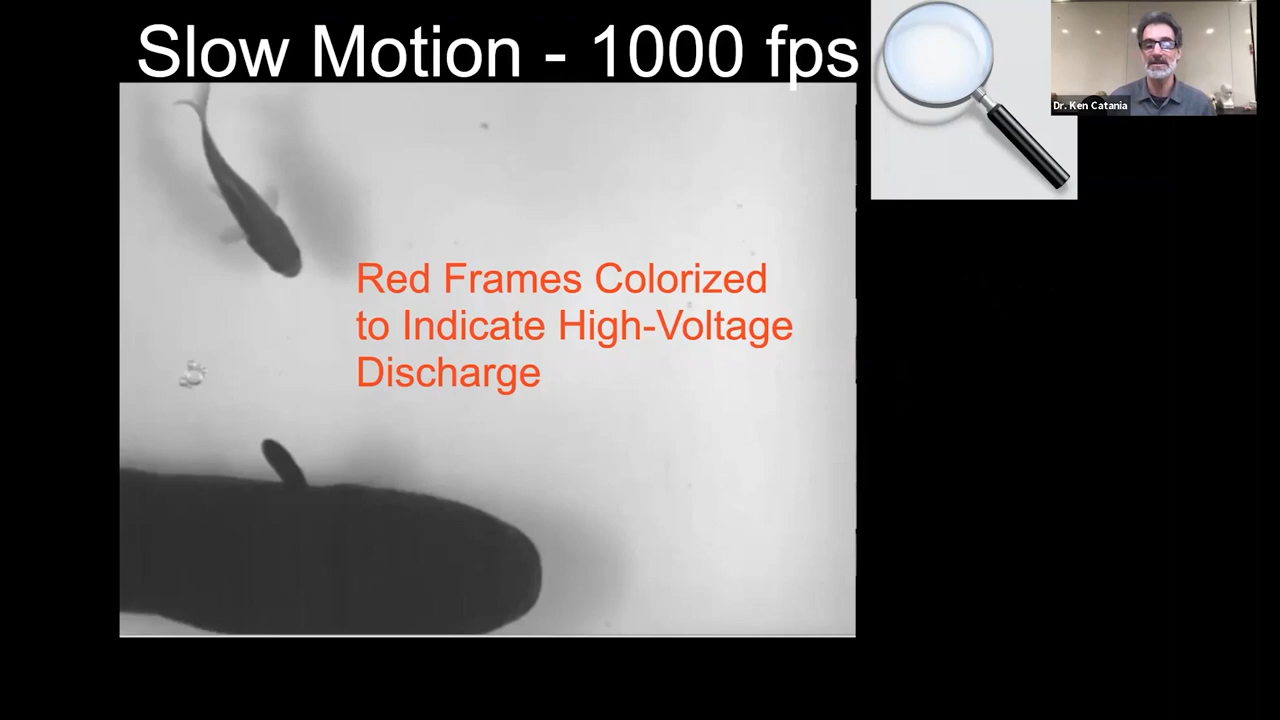 Slow Motion - 1000 fps
Dr. Ken Catania
Red Frames Colorized
to Indicate High-Voltage
Discharge